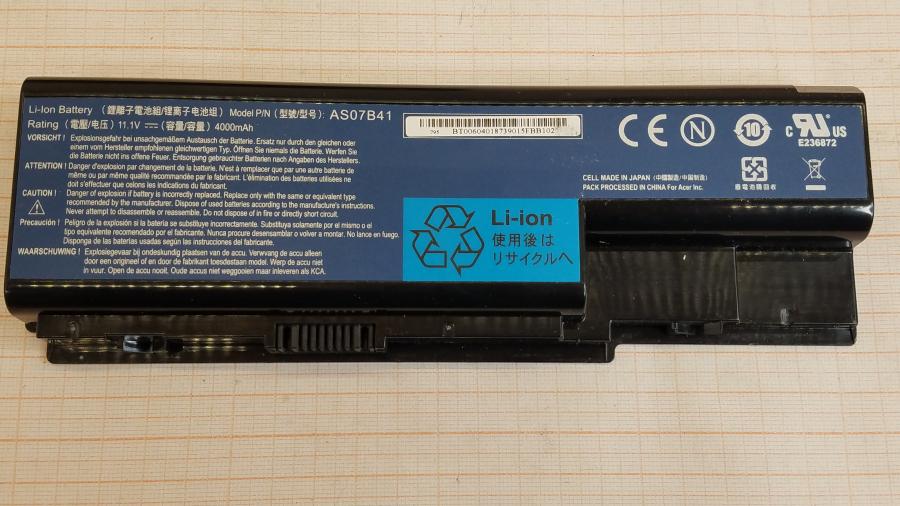 Li-Ion Battery （鋰離子電池組/锂离子电池组） Model P/N（型號/型号）: AS07B41
Rating（電壓/电压）11.1V⎓（容量/容量）4000mAh
VORSICHT ! Explosionsgefahr bei unsachgemäßem Austausch der Batterie. Ersatz nur durch den gleichen oder
einem vom Hersteller empfohlenen gleichwertigen Typ. Öffnen Sie niemals die Batterie. Werfen Sie
die Batterie nicht ins offene Feuer. Entsorgung gebrauchter Batterien nach Angaben des Herstellers.
ATTENTION ! Danger d'explosion par changement de la batterie. N'est à remplacer que par une autre batterie de
même ou par même qualité recommandée par le fabricant. L'élimination des batteries utilisées ne
doit s'effectuer que celons les indications du fabricant.
CAUTION ! Danger of explosion if battery is incorrectly replaced. Replace only with the same or equivalent type
recommended by the manufacturer. Dispose of used batteries according to the manufacturer's instructions.
Never attempt to disassemble or reassemble. Do not dispose of in fire or directly short circuit.
Precaución ! Peligro de la explosión si la batería se substituye incorrectamente. Substituya solamente por el mismo o el tipo
equivalente recomendado por el fabricante. Nunca procure desensamblar o volver a montar. No lance en fuego.
Disponga de las baterías usadas según las instrucciones del fabricante.
WAARSCHUWING ! Explosiegevaar bij ondeskundig plaatsen van de accu. Verwvang de accu alleen
door een origineel of en door de fabrikant toesdestaan model. Werp de accu niet
in vuur. Open de accu nooit. Oude accus niet weggooien maar inleveren als KCA.
795 BT00604018739015FBB102
Li-ion
使用後は
リサイクルへ
CE CE N 10 c RU US
E236872
CELL MADE IN JAPAN（中國製造/中国制造）
PACK PROCESSED IN CHINA For Acer Inc.
廢電池請回收